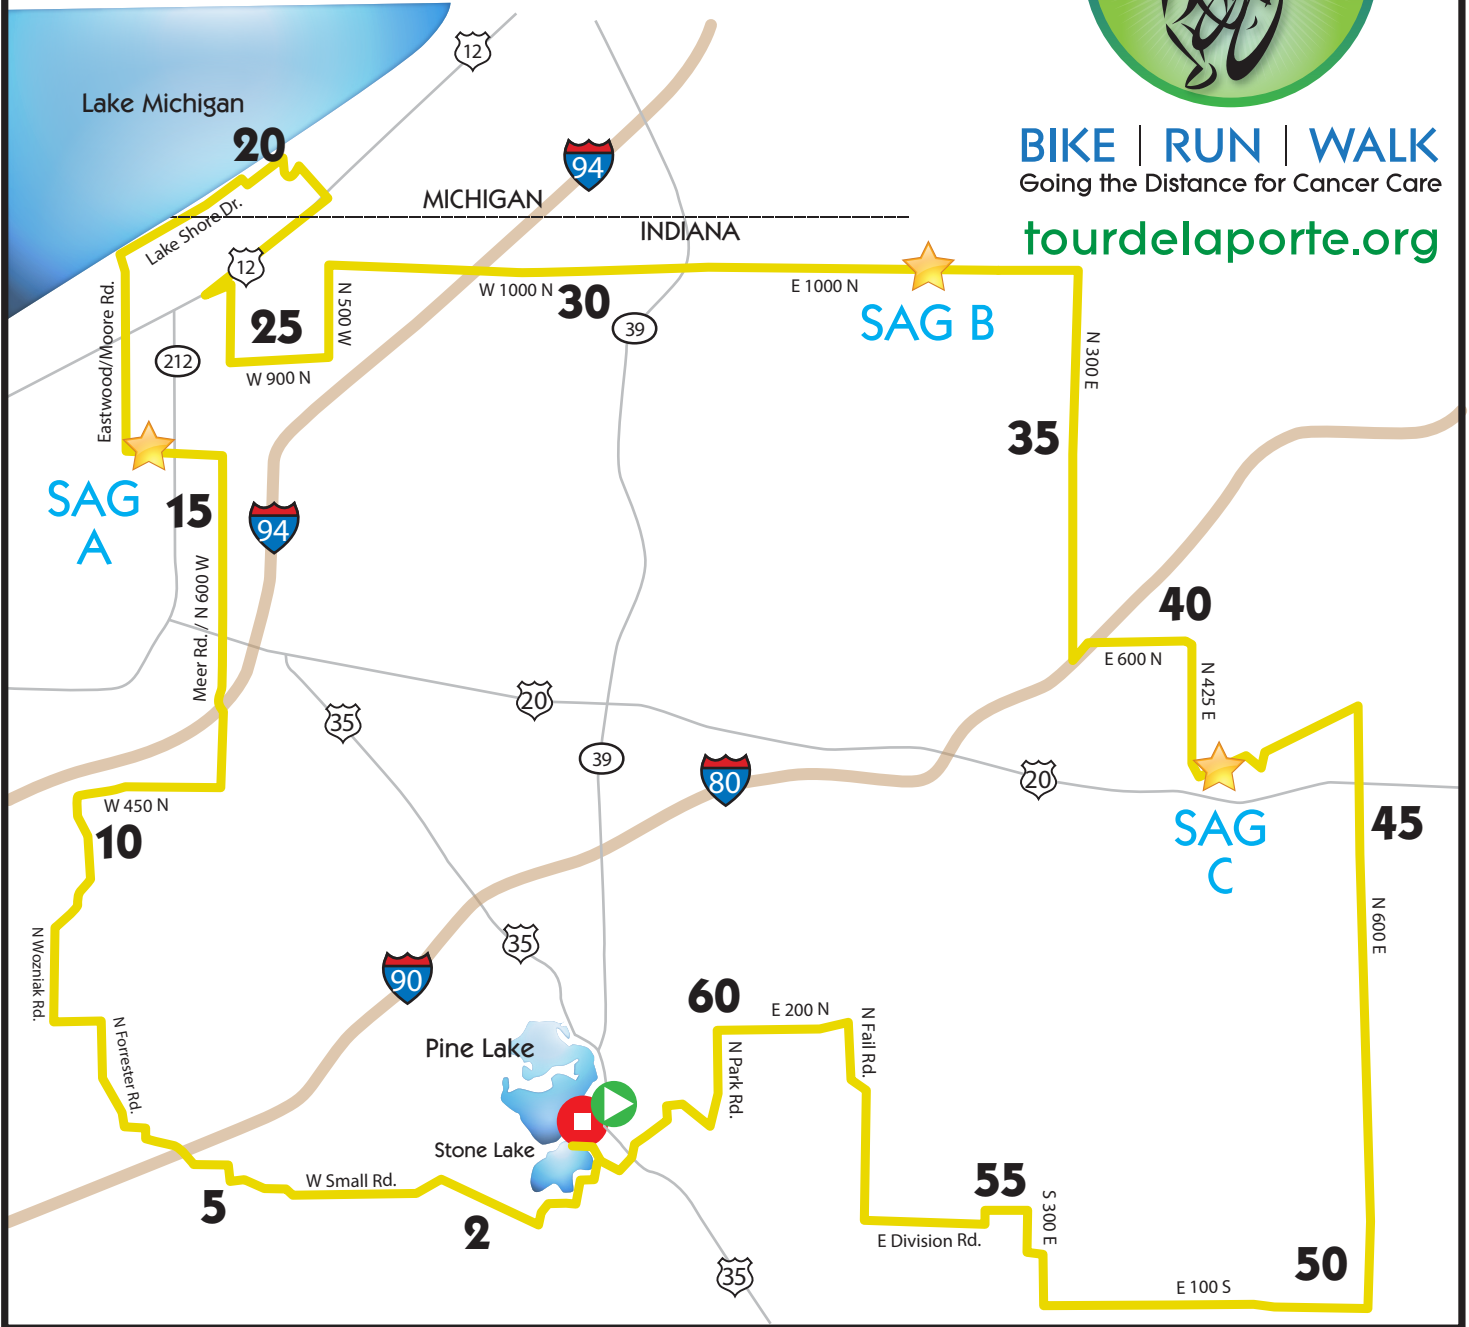 12
Lake Michigan
20
94
BIKE | RUN | WALK
Going the Distance for Cancer Care
tourdelaporte.org
MICHIGAN
INDIANA
Lake Shore Dr.
12
Eastwood/Moore Rd.
25
N 500 W
W 900 N
212
W 1000 N
30
39
E 1000 N
SAG B
N 300 E
35
SAG
A
15
94
Meer Rd. / N 600 W
40
E 600 N
N 425 E
35
20
39
80
20
SAG
C
45
W 450 N
10
N 600 E
N Wozniak Rd.
35
90
60
E 200 N
N Fail Rd.
N Forrester Rd.
Pine Lake
N Park Rd.
Stone Lake
W Small Rd.
5
2
55
S 300 E
E Division Rd.
50
35
E 100 S